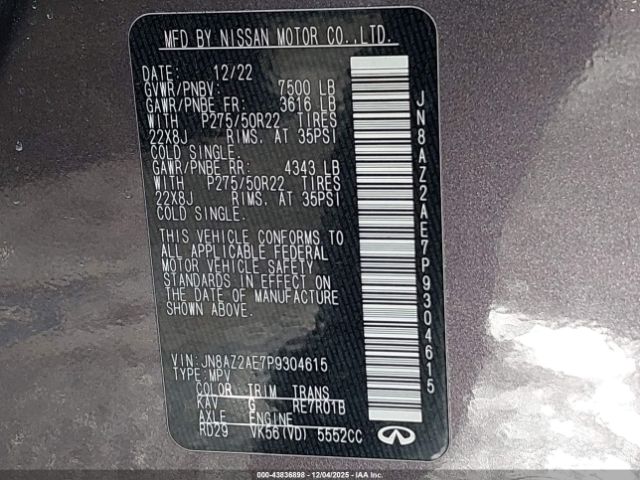 MFD BY NISSAN MOTOR CO.,LTD.
DATE: 12/22
GVWR/PNBV: 7500 LB
GAWR/PNBE FR: 3616 LB
WITH P275/50R22 TIRES
22X8J RIMS. AT 35PSI
COLD SINGLE.
GAWR/PNBE RR: 4343 LB
WITH P275/50R22 TIRES
22X8J RIMS. AT 35PSI
COLD SINGLE.
THIS VEHICLE CONFORMS TO
ALL APPLICABLE FEDERAL
MOTOR VEHICLE SAFETY
STANDARDS IN EFFECT ON
THE DATE OF MANUFACTURE
SHOWN ABOVE.
VIN: JN8AZ2AE7P9304615
TYPE: MPV
COLOR TRIM TRANS
KAV G RE7R01B
AXLE ENGINE
RD29 VK56(VD) 5552CC
JN8AZ2AE7P9304615
INFINITI
000-43836898 - 12/04/2025 - IAAI.COM